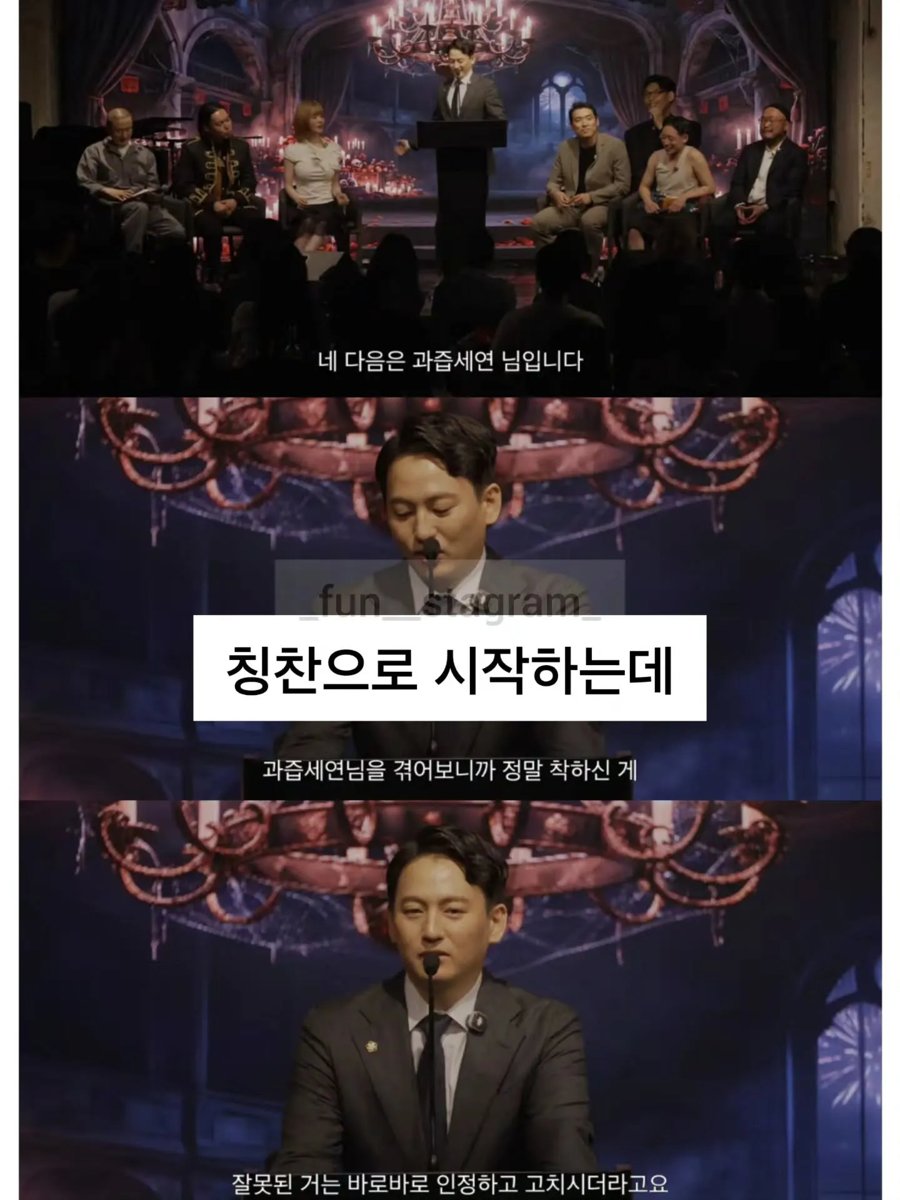 네 다음은 과즙세연 님입니다
_fun__stagram_
칭찬으로 시작하는데
과즙세연님을 겪어보니까 정말 착하신 게
잘못된 거는 바로바로 인정하고 고치시더라고요